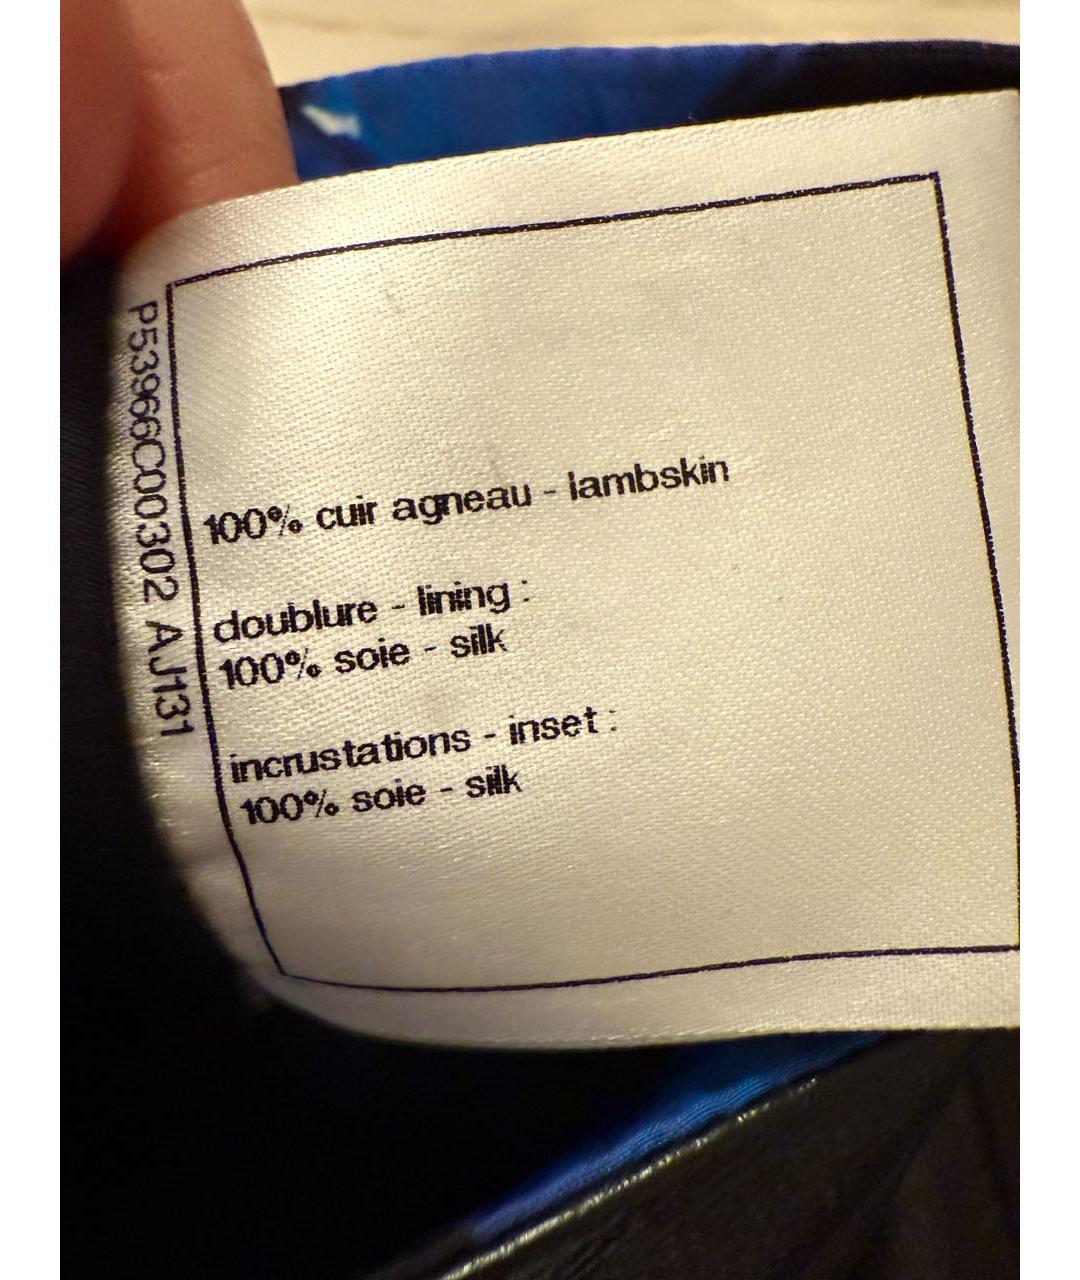 P53966C00302 AJ131
100% cuir agneau - lambskin
doublure - lining :
100% soie - silk
incrustations - inset :
100% soie - silk